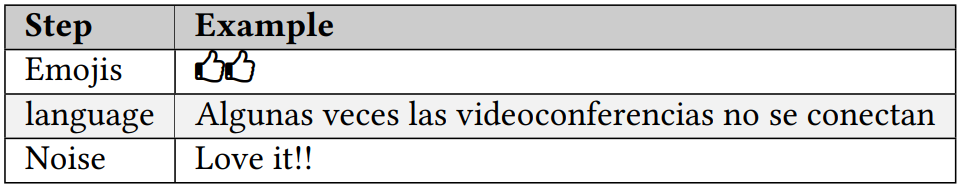 Step Example
Emojis 👍👍
language Algunas veces las videoconferencias no se conectan
Noise Love it!!